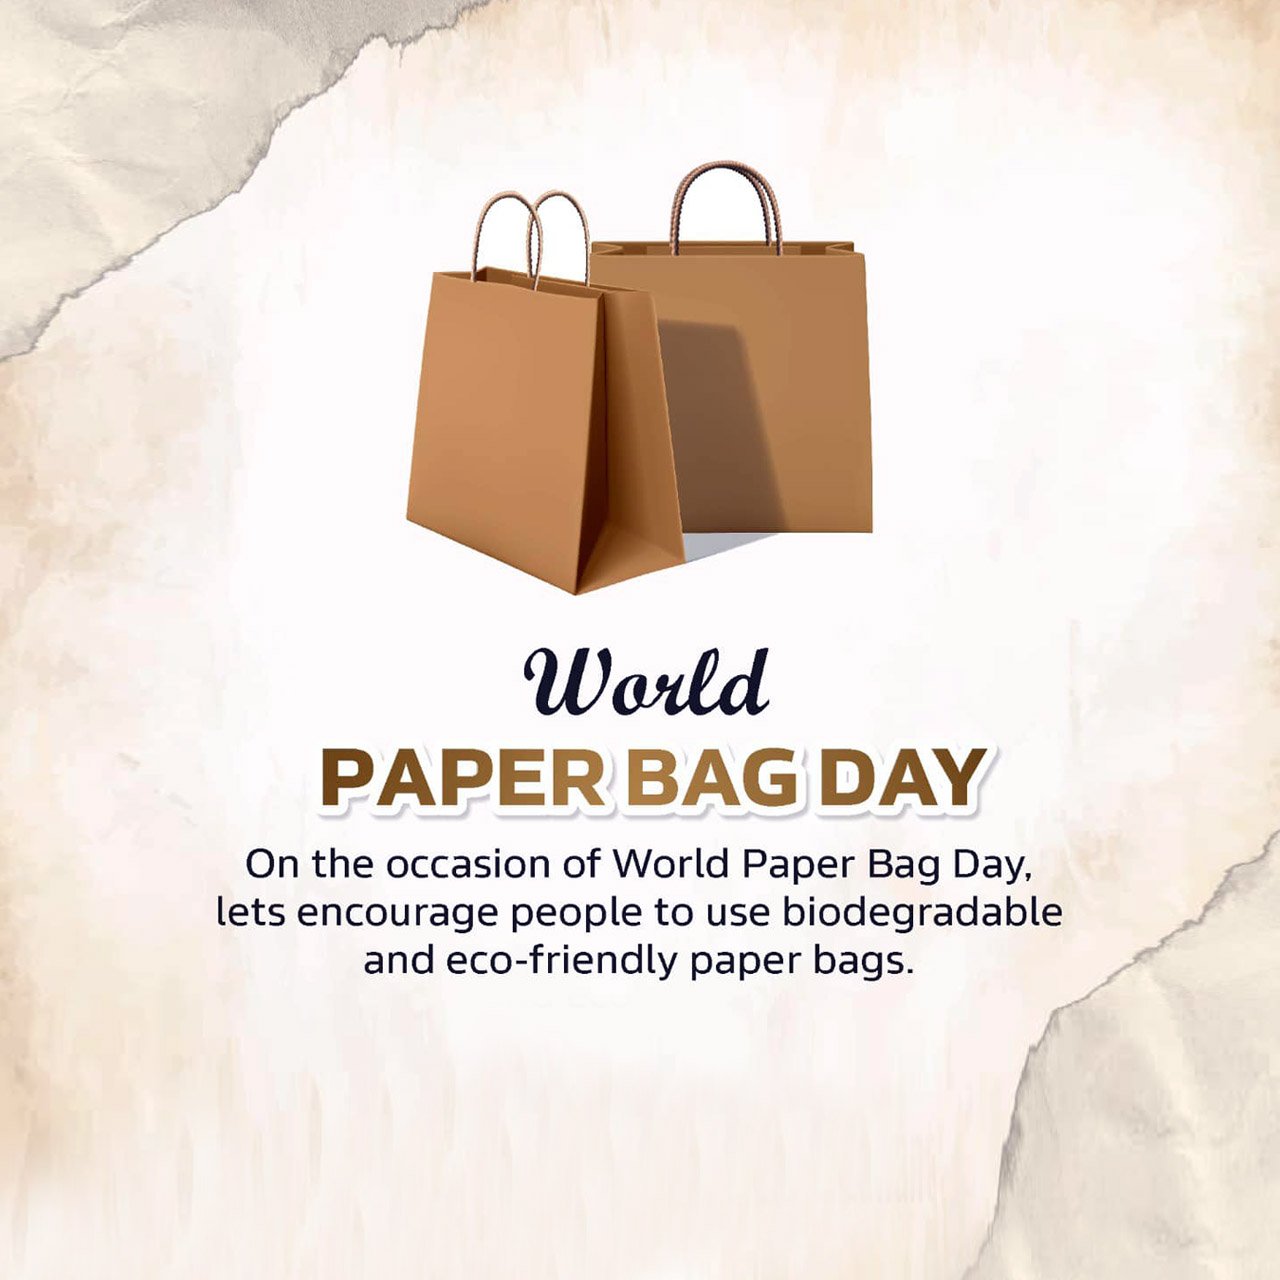 World
PAPER BAG DAY
On the occasion of World Paper Bag Day,
lets encourage people to use biodegradable
and eco-friendly paper bags.